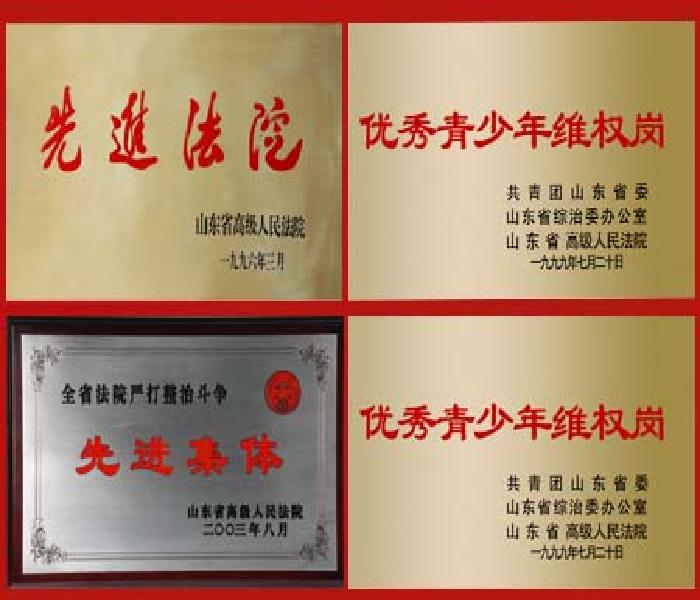 先進法院
山东省高级人民法院
一九九六年三月
优秀青少年维权岗
共青团山东省委
山东省综治委办公室
山东省高级人民法院
一九九九年七月二十日
全省法院严打整治斗争
先进集体
山东省高级人民法院
二〇〇三年八月
优秀青少年维权岗
共青团山东省委
山东省综治委办公室
山东省高级人民法院
一九九九年七月二十日